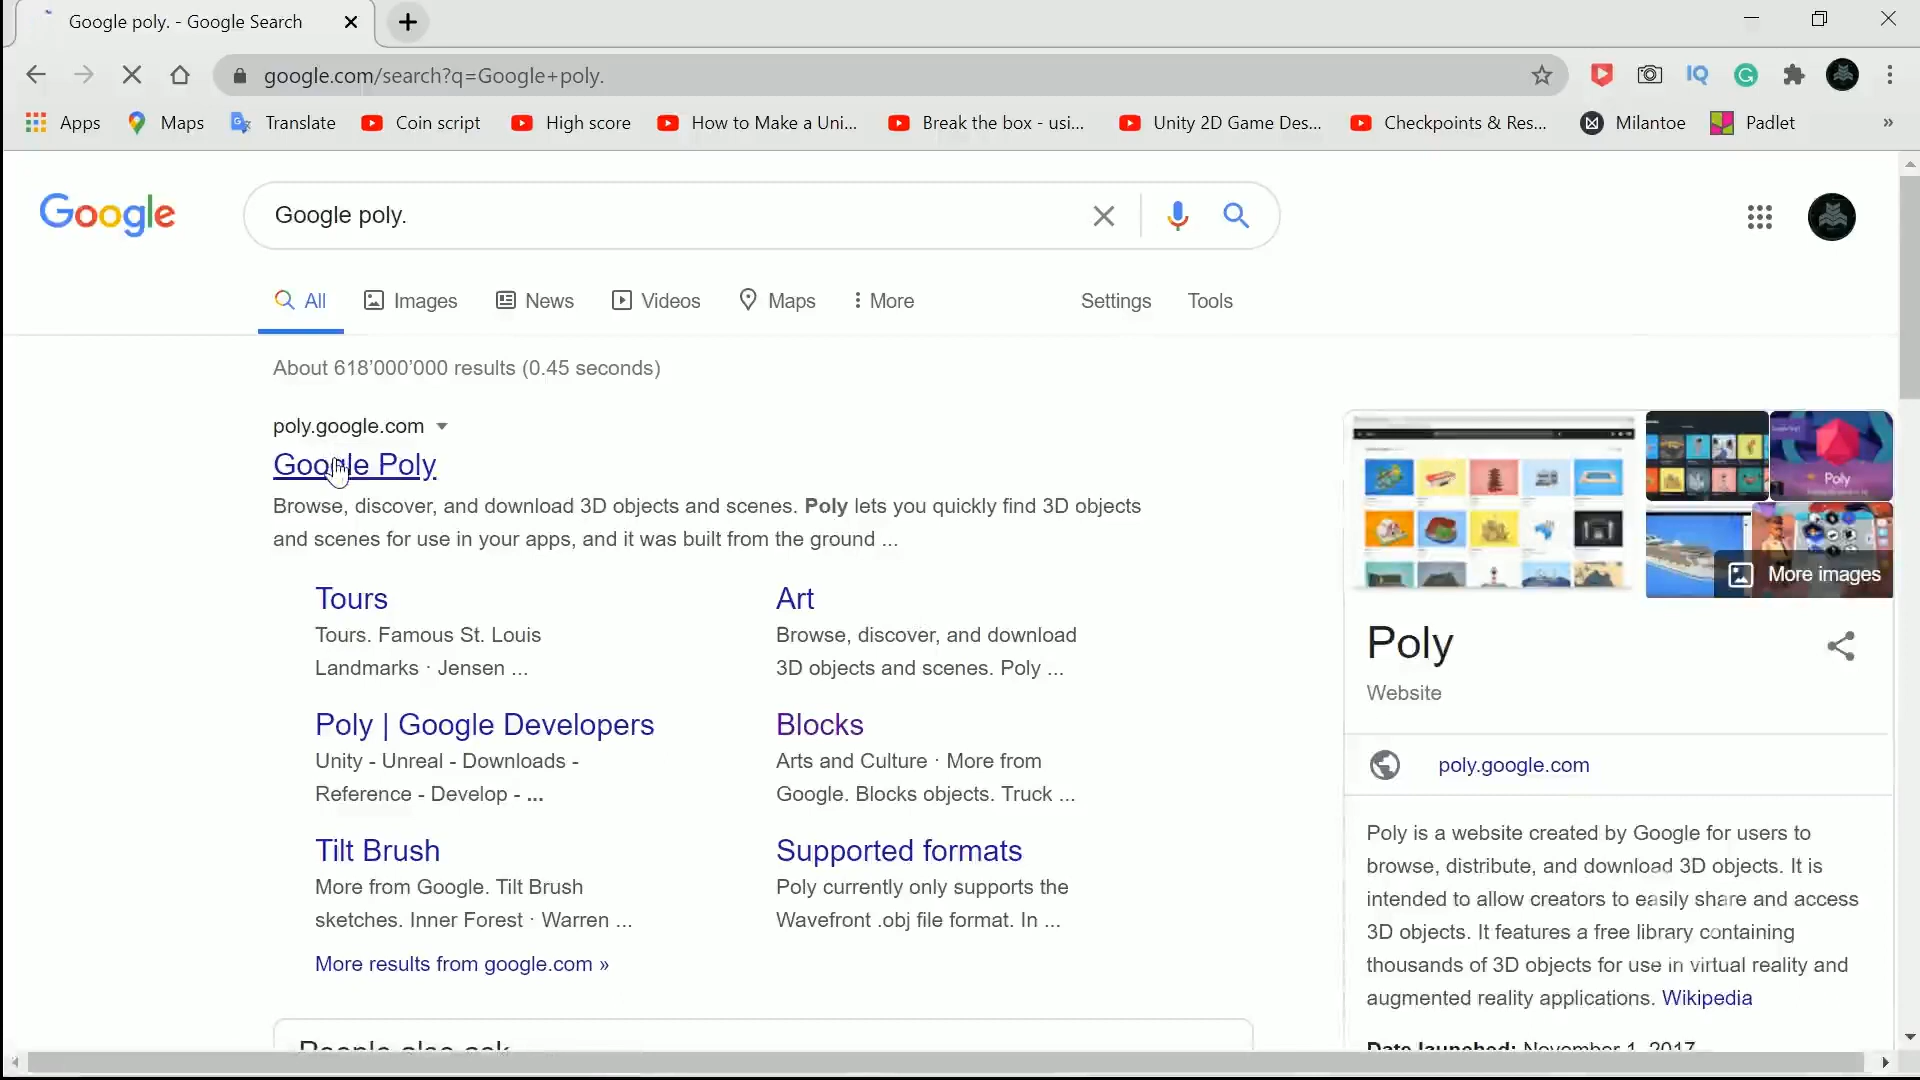 Google poly. - Google Search
google.com/search?q=Google+poly.
Apps
Maps
Translate
Coin script
High score
How to Make a Uni...
Break the box - usi...
Unity 2D Game Des...
Checkpoints & Res...
Milantoe
Padlet
»
Google
Google poly.
All
Images
News
Videos
Maps
More
Settings
Tools
About 618’000’000 results (0.45 seconds)
poly.google.com
Google Poly
Browse, discover, and download 3D objects and scenes. Poly lets you quickly find 3D objects
and scenes for use in your apps, and it was built from the ground ...
Tours
Tours. Famous St. Louis
Landmarks · Jensen ...
Art
Browse, discover, and download
3D objects and scenes. Poly ...
Poly | Google Developers
Unity - Unreal - Downloads -
Reference - Develop - ...
Blocks
Arts and Culture · More from
Google. Blocks objects. Truck ...
Tilt Brush
More from Google. Tilt Brush
sketches. Inner Forest · Warren ...
Supported formats
Poly currently only supports the
Wavefront .obj file format. In ...
More results from google.com »
People also ask
Poly
More images
Poly
Website
poly.google.com
Poly is a website created by Google for users to
browse, distribute, and download 3D objects. It is
intended to allow creators to easily share and access
3D objects. It features a free library containing
thousands of 3D objects for use in virtual reality and
augmented reality applications. Wikipedia
Date launched: November 1, 2017